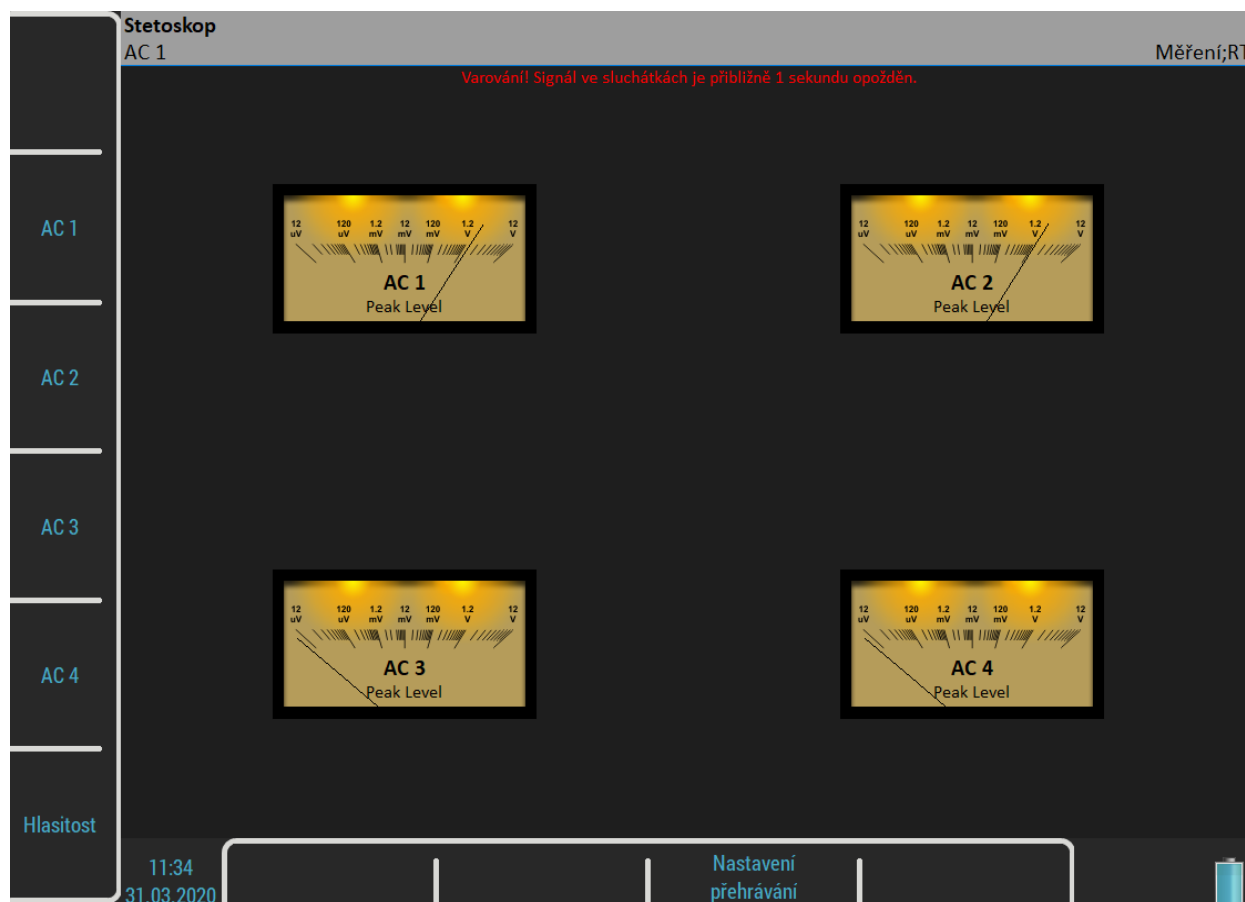 Stetoskop
AC 1
Měření;RT
Varování! Signál ve sluchátkách je přibližně 1 sekundu opožděn.
AC 1
AC 2
AC 3
AC 4
Hlasitost
12 120 1.2 12 120 1.2 12
uV uV mV mV mV V V
AC 1
Peak Level
12 120 1.2 12 120 1.2 12
uV uV mV mV mV V V
AC 2
Peak Level
12 120 1.2 12 120 1.2 12
uV uV mV mV mV V V
AC 3
Peak Level
12 120 1.2 12 120 1.2 12
uV uV mV mV mV V V
AC 4
Peak Level
11:34
31.03.2020
Nastavení
přehrávání